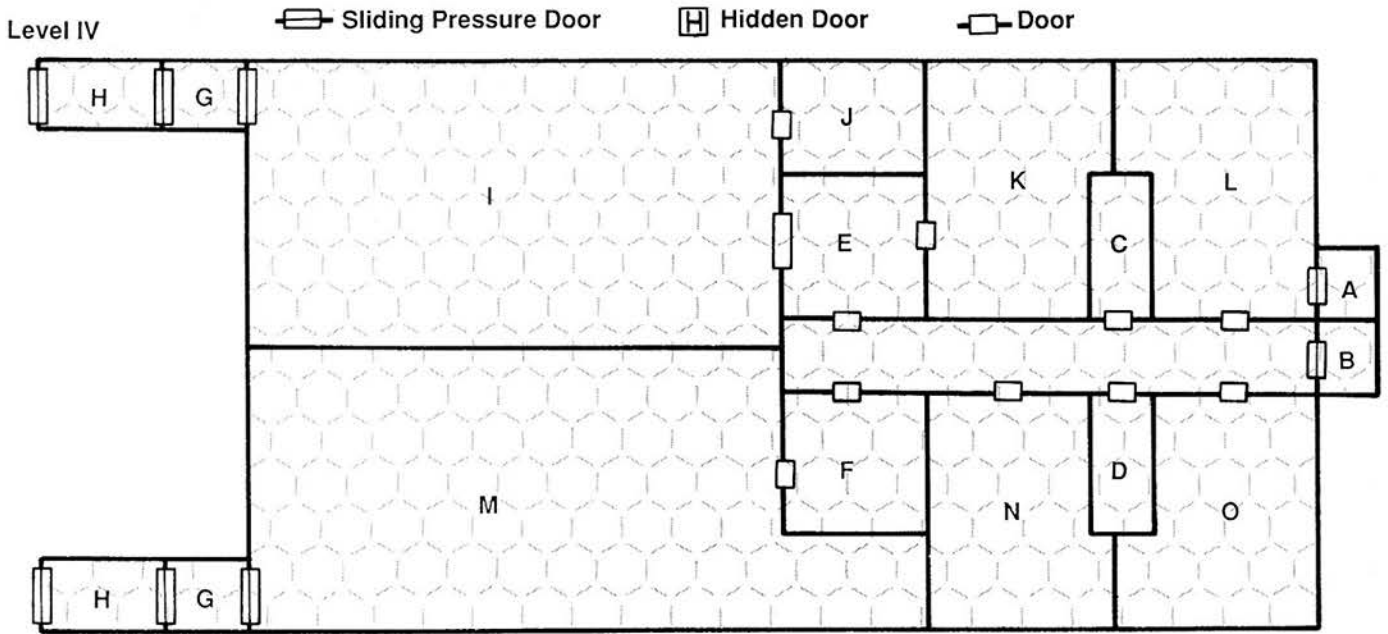 Level IV
Sliding Pressure Door
H Hidden Door
Door
H G
J
K
L
I
E
C
A
B
F
D
M
N
O
H G